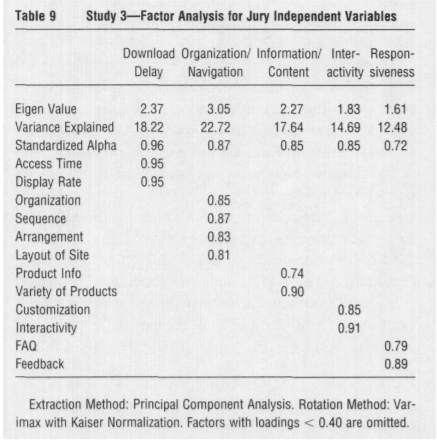 Table 9 Study 3—Factor Analysis for Jury Independent Variables
Download Organization/ Information/ Inter- Respon-
Delay Navigation Content activity siveness
Eigen Value 2.37 3.05 2.27 1.83 1.61
Variance Explained 18.22 22.72 17.64 14.69 12.48
Standardized Alpha 0.96 0.87 0.85 0.85 0.72
Access Time 0.95
Display Rate 0.95
Organization 0.85
Sequence 0.87
Arrangement 0.83
Layout of Site 0.81
Product Info 0.74
Variety of Products 0.90
Customization 0.85
Interactivity 0.91
FAQ 0.79
Feedback 0.89
Extraction Method: Principal Component Analysis. Rotation Method: Var-
imax with Kaiser Normalization. Factors with loadings < 0.40 are omitted.